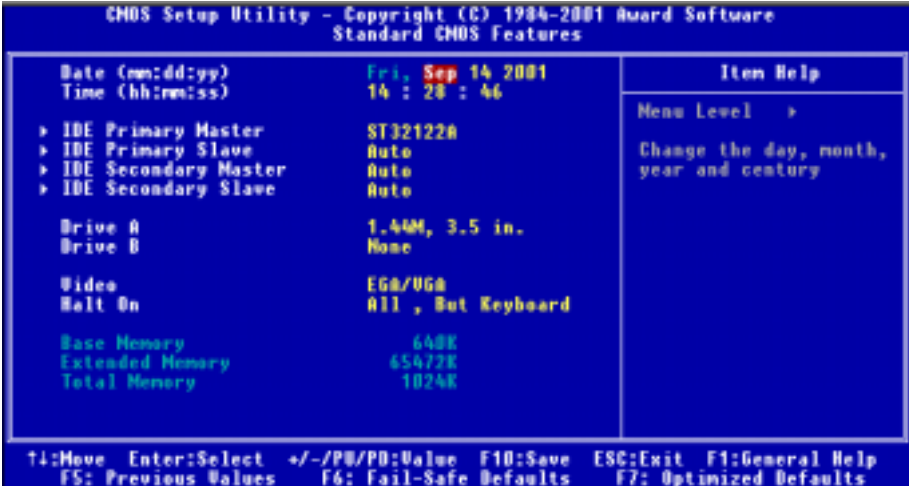 CMOS Setup Utility - Copyright (C) 1984-2001 Award Software
Standard CMOS Features
Date (mm:dd:yy) Fri, Sep 14 2001
Time (hh:mm:ss) 14 : 28 : 46
▸ IDE Primary Master ST32122A
▸ IDE Primary Slave Auto
▸ IDE Secondary Master Auto
▸ IDE Secondary Slave Auto
Drive A 1.44M, 3.5 in.
Drive B None
Video EGA/VGA
Halt On All , But Keyboard
Base Memory 640K
Extended Memory 65472K
Total Memory 1024K
Item Help
Menu Level ▸
Change the day, month,
year and century
↑↓:Move Enter:Select +/-/PU/PD:Value F10:Save ESC:Exit F1:General Help
F5: Previous Values F6: Fail-Safe Defaults F7: Optimized Defaults